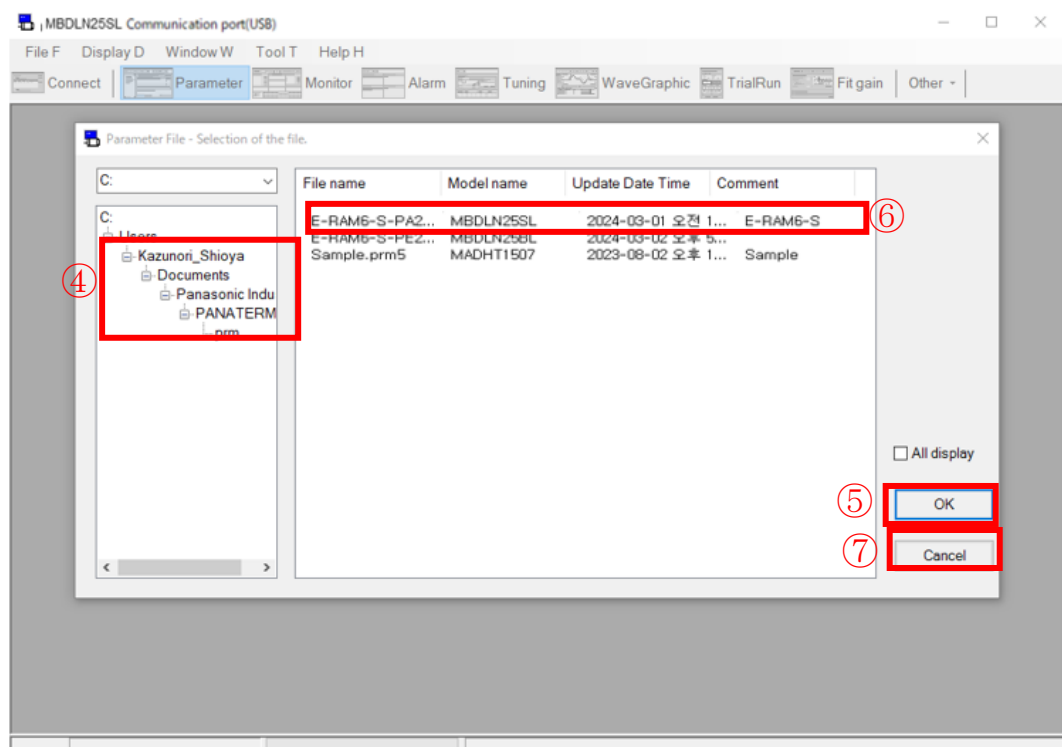 MBDLN25SL Communication port(USB)
File F Display D Window W Tool T Help H
Connect Parameter Monitor Alarm Tuning WaveGraphic TrialRun Fit gain Other
Parameter File - Selection of the file.
C:
File name Model name Update Date Time Comment
C:
Users
Kazunori_Shioya
Documents
Panasonic Indu
PANATERM
prm
④
E-RAM6-S-PA2... MBDLN25SL 2024-03-01 오전 1... E-RAM6-S
⑥
E-RAM6-S-PE2... MBDLN25BL 2024-03-02 오후 5...
Sample.prm5 MADHT1507 2023-08-02 오후 1... Sample
All display
⑤ OK
⑦ Cancel